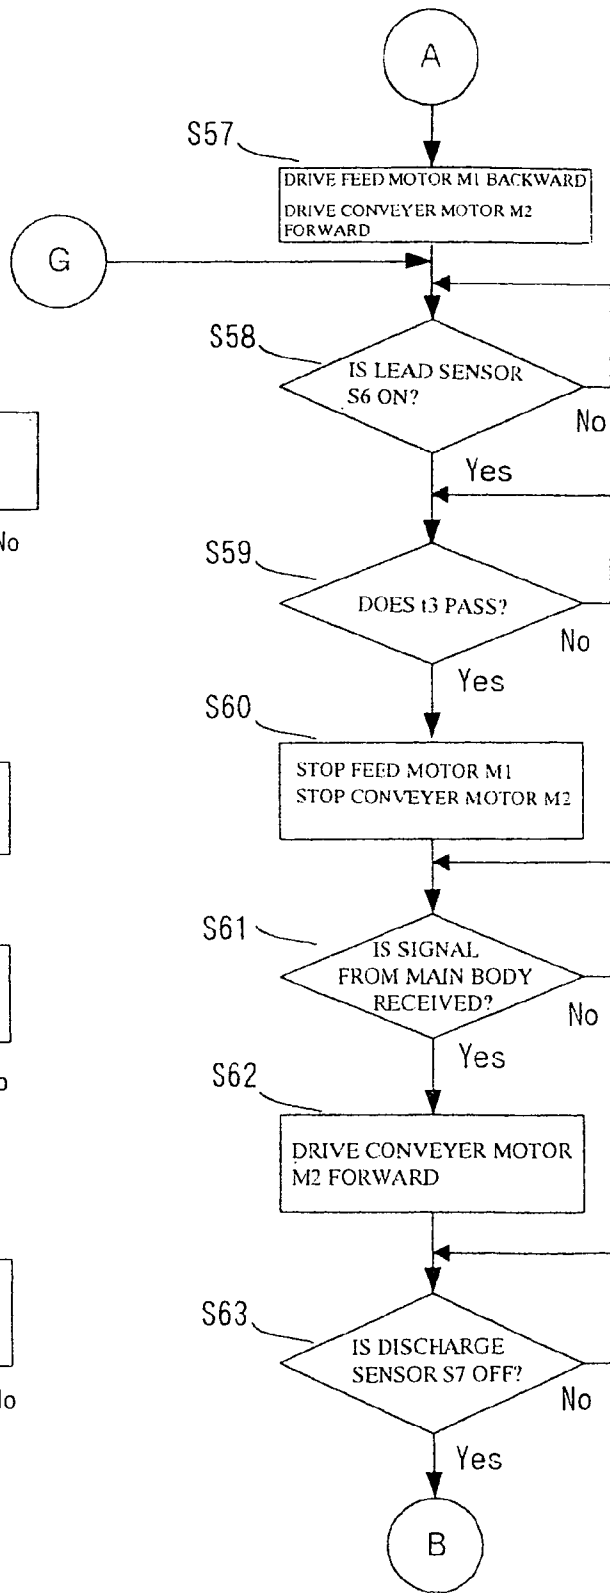 A
S57
DRIVE FEED MOTOR M1 BACKWARD
DRIVE CONVEYER MOTOR M2
FORWARD
G
S58
IS LEAD SENSOR
S6 ON?
No
Yes
No
S59
DOES t3 PASS?
No
Yes
S60
STOP FEED MOTOR M1
STOP CONVEYER MOTOR M2
S61
IS SIGNAL
FROM MAIN BODY
RECEIVED?
No
Yes
S62
DRIVE CONVEYER MOTOR
M2 FORWARD
S63
IS DISCHARGE
SENSOR S7 OFF?
No
Yes
B